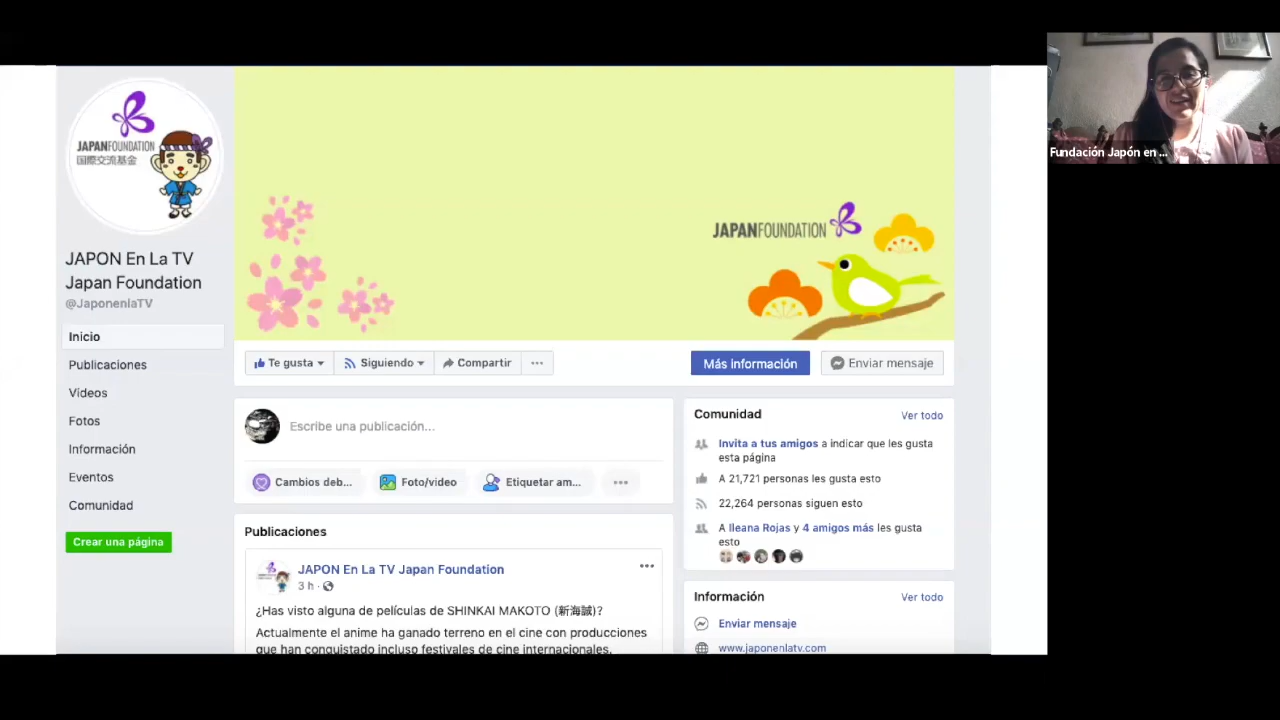 JAPANFOUNDATION
国際交流基金
JAPON En La TV
Japan Foundation
@JaponenlaTV
Inicio
Publicaciones
Videos
Fotos
Información
Eventos
Comunidad
Crear una página
JAPANFOUNDATION
Te gusta
Siguiendo
Compartir
Más información
Enviar mensaje
Escribe una publicación...
Cambios deb...
Foto/video
Etiquetar am...
Publicaciones
JAPON En La TV Japan Foundation
3 h ·
¿Has visto alguna de películas de SHINKAI MAKOTO (新海誠)?
Actualmente el anime ha ganado terreno en el cine con producciones
que han conquistado incluso festivales de cine internacionales.
Comunidad
Ver todo
Invita a tus amigos a indicar que les gusta
esta página
A 21,721 personas les gusta esto
22,264 personas siguen esto
A Ileana Rojas y 4 amigos más les gusta
esto
Información
Ver todo
Enviar mensaje
www.japonenlatv.com
Fundación Japón en ...